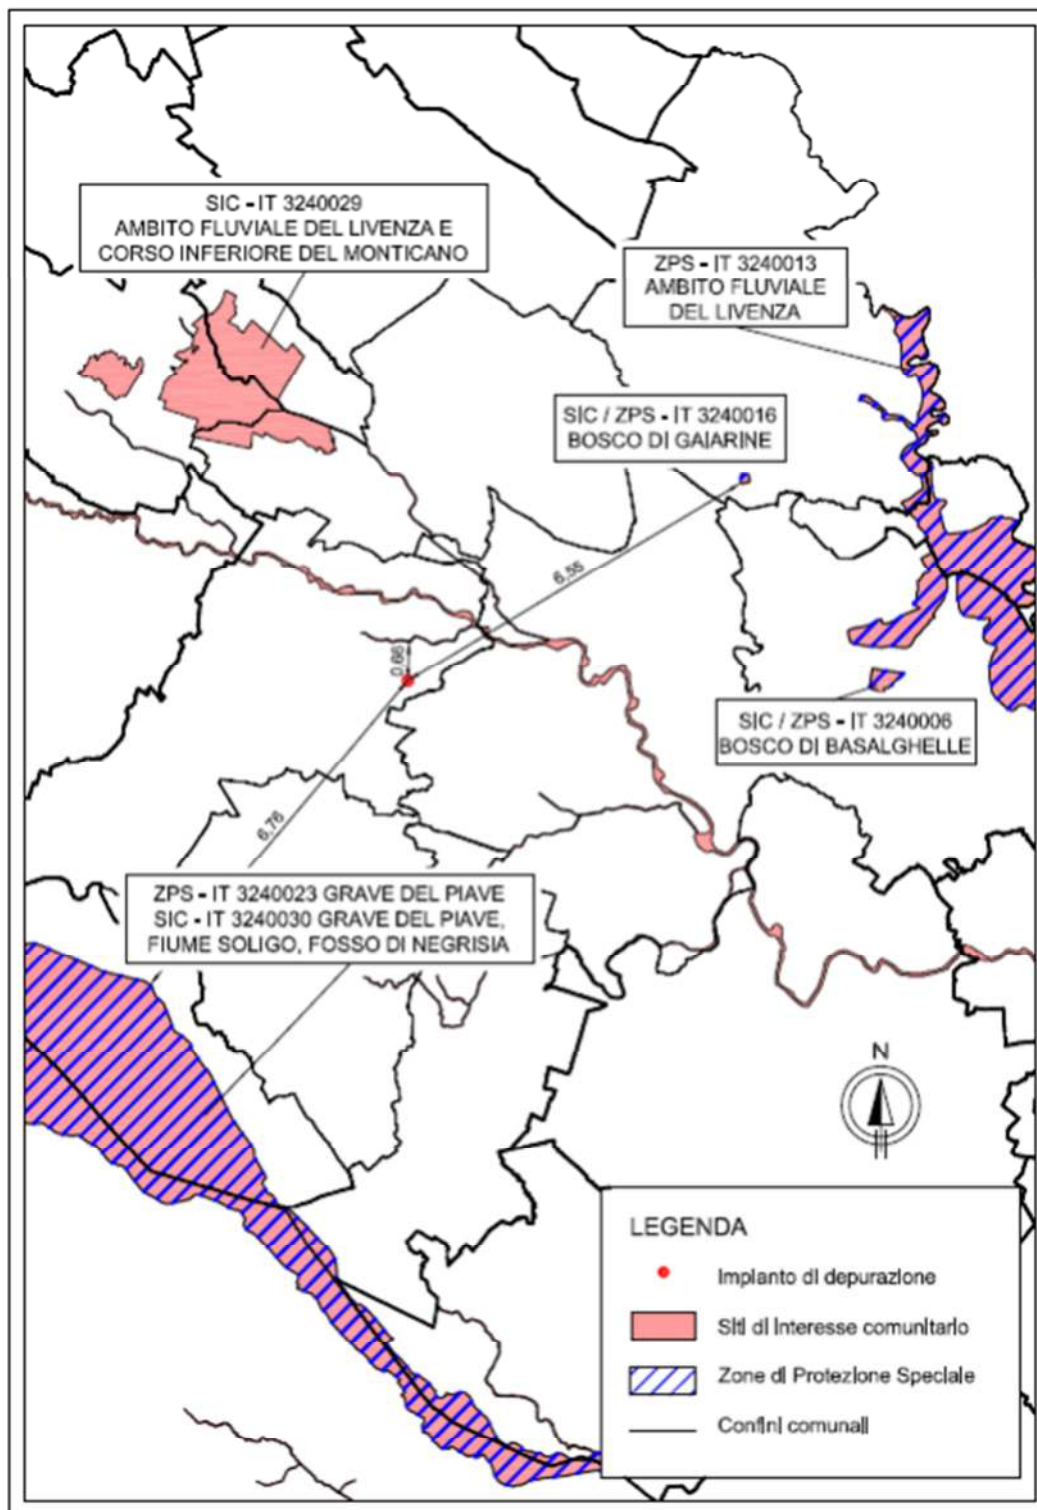 SIC - IT 3240029
AMBITO FLUVIALE DEL LIVENZA E
CORSO INFERIORE DEL MONTICANO
ZPS - IT 3240013
AMBITO FLUVIALE
DEL LIVENZA
SIC / ZPS - IT 3240016
BOSCO DI GAIARINE
6,55
0,66
SIC / ZPS - IT 3240006
BOSCO DI BASALGHELLE
6,76
ZPS - IT 3240023 GRAVE DEL PIAVE
SIC - IT 3240030 GRAVE DEL PIAVE,
FIUME SOLIGO, FOSSO DI NEGRISIA
N
LEGENDA
Impianto di depurazione
Siti di interesse comunitario
Zone di Protezione Speciale
Confini comunali